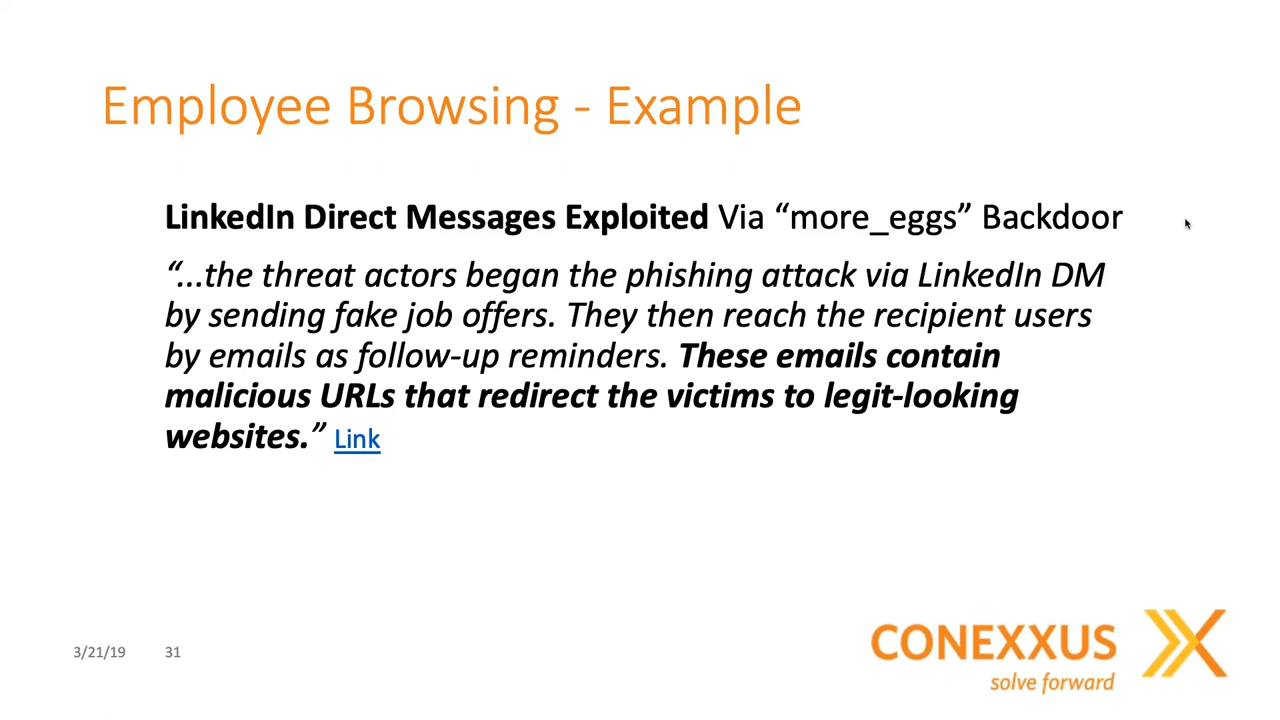 Employee Browsing - Example
LinkedIn Direct Messages Exploited Via “more_eggs” Backdoor
“...the threat actors began the phishing attack via LinkedIn DM
by sending fake job offers. They then reach the recipient users
by emails as follow-up reminders. These emails contain
malicious URLs that redirect the victims to legit-looking
websites.” Link
3/21/19 31
CONEXXUS
solve forward